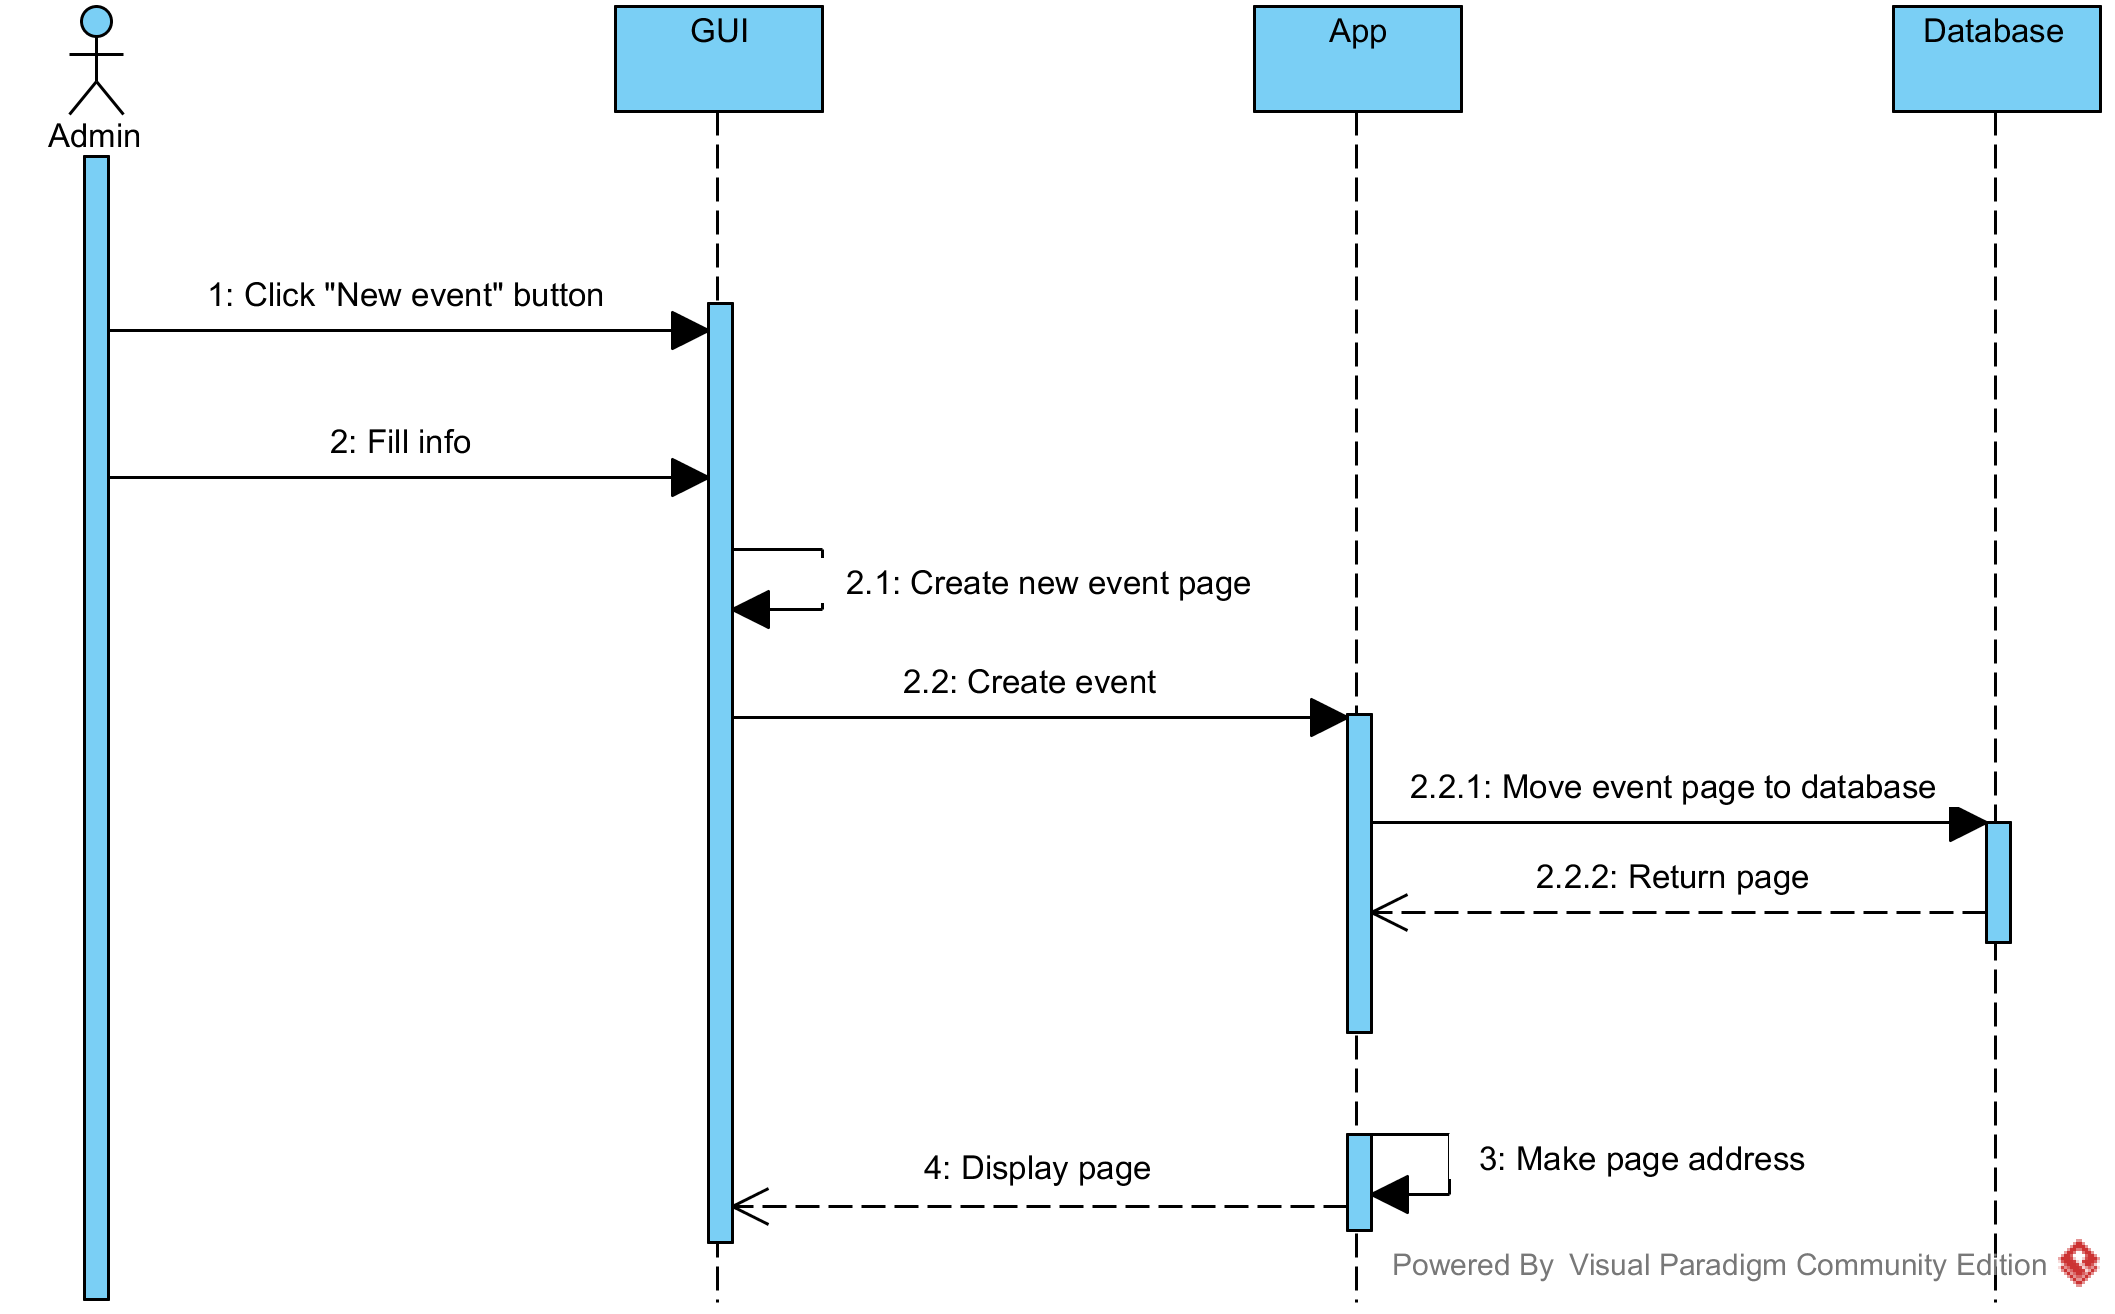 GUI
App
Database
Admin
1: Click "New event" button
2: Fill info
2.1: Create new event page
2.2: Create event
2.2.1: Move event page to database
2.2.2: Return page
3: Make page address
4: Display page
Powered By  Visual Paradigm Community Edition